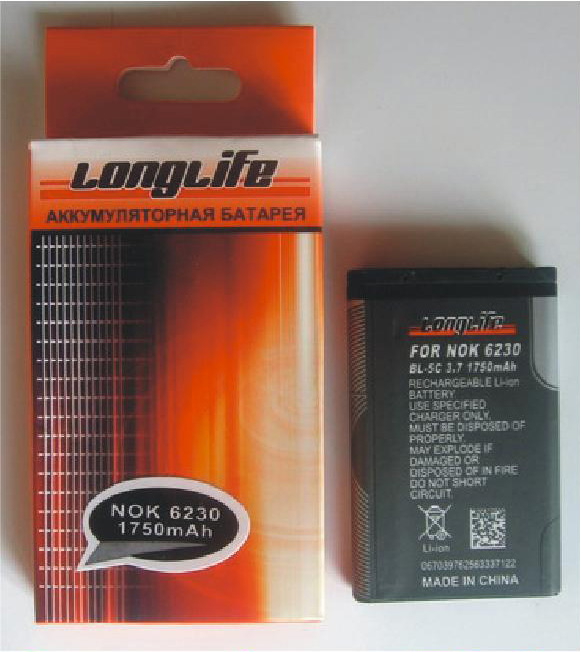 LONGLIFE
АККУМУЛЯТОРНАЯ БАТАРЕЯ
NOK 6230
1750mAh
LONGLIFE
FOR NOK 6230
BL-5C 3.7 1750mAh
RECHARGEABLE Li-ion
BATTERY
USE SPECIFIED
CHARGER ONLY.
MUST BE DISPOSED OF
PROPERLY.
MAY EXPLODE IF
DAMAGED OR
DISPOSED OF IN FIRE
DO NOT SHORT
CIRCUIT.
Li-ion
067039762563337122
MADE IN CHINA